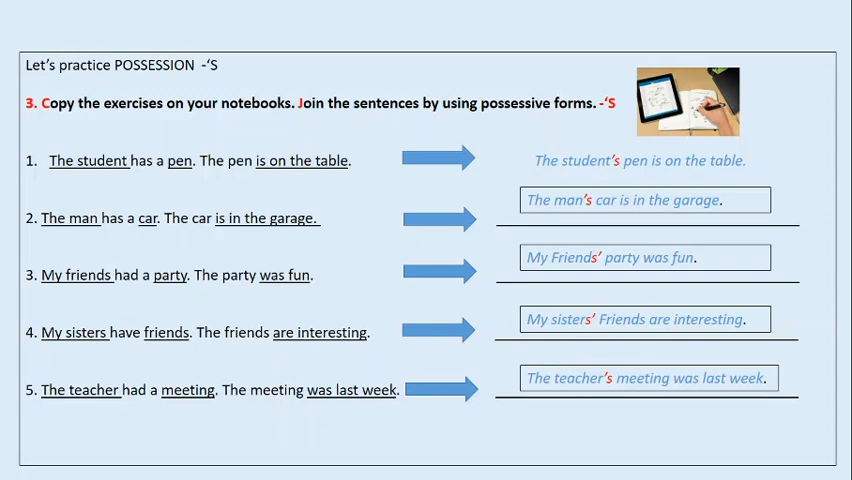 Let's practice POSSESSION -'S
3. Copy the exercises on your notebooks. Join the sentences by using possessive forms. -'S
1. The student has a pen. The pen is on the table.
The student's pen is on the table.
2. The man has a car. The car is in the garage.
The man's car is in the garage.
3. My friends had a party. The party was fun.
My Friends' party was fun.
4. My sisters have friends. The friends are interesting.
My sisters' Friends are interesting.
5. The teacher had a meeting. The meeting was last week.
The teacher's meeting was last week.